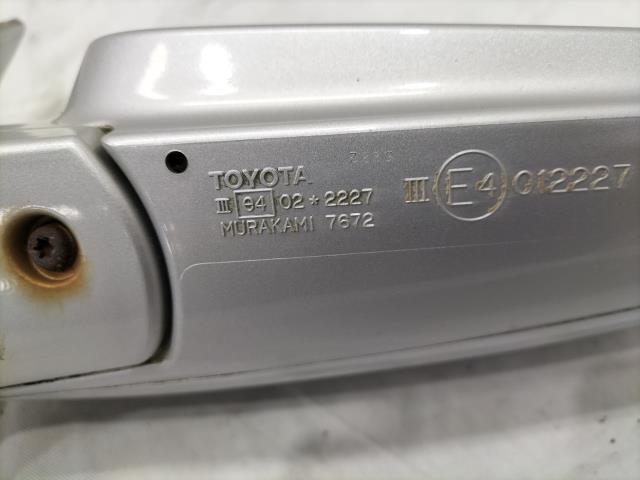 TOYOTA
III 94 02*2227
MURAKAMI 7672
III E4 012227